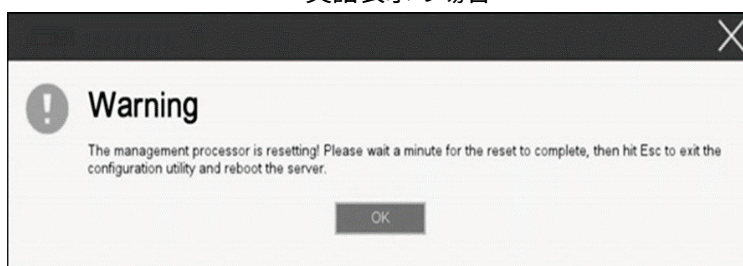 英語表示の場合
Warning
The management processor is resetting! Please wait a minute for the reset to complete, then hit Esc to exit the
configuration utility and reboot the server.
OK